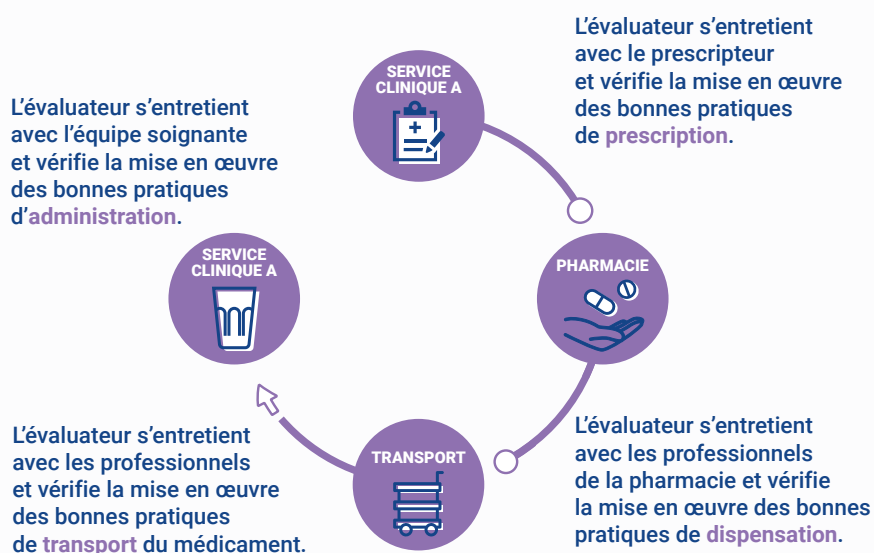 L’évaluateur s’entretient
avec le prescripteur
et vérifie la mise en œuvre
des bonnes pratiques
de prescription.
SERVICE
CLINIQUE A
L’évaluateur s’entretient
avec l’équipe soignante
et vérifie la mise en œuvre
des bonnes pratiques
d’administration.
SERVICE
CLINIQUE A
PHARMACIE
L’évaluateur s’entretient
avec les professionnels
de la pharmacie et vérifie
la mise en œuvre des bonnes
pratiques de dispensation.
TRANSPORT
L’évaluateur s’entretient
avec les professionnels
et vérifie la mise en œuvre
des bonnes pratiques
de transport du médicament.